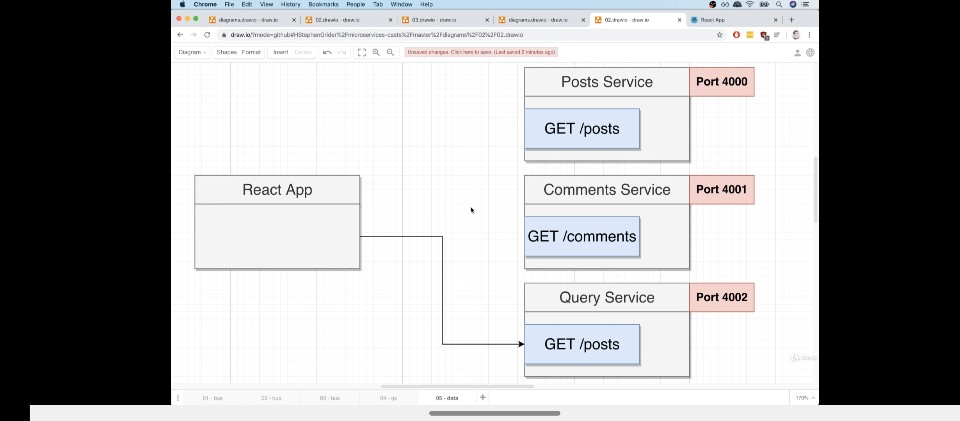 Chrome File Edit View History Bookmarks People Tab Window Help
diagrams.drawio - draw.io
02.drawio - draw.io
03.drawio - draw.io
diagrams.drawio - draw.io
02.drawio - draw.io
React App
draw.io/?mode=github#HStephenGrider%2Fmicroservices-casts%2Fmaster%2Fdiagrams%2F02%2F02.drawio
Diagram Shapes Format Insert Delete
Unsaved changes. Click here to save. (Last saved 2 minutes ago)
Posts Service
Port 4000
GET /posts
React App
Comments Service
Port 4001
GET /comments
Query Service
Port 4002
GET /posts
01 - bus
02 - bus
03 - bus
04 - qs
05 - data
170%